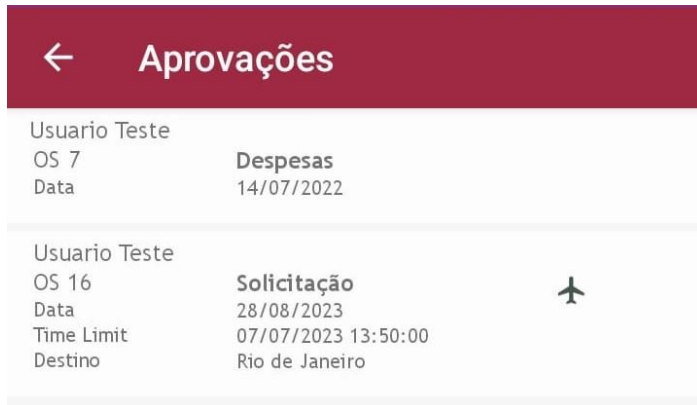 Aprovações
Usuario Teste
OS 7 Despesas
Data 14/07/2022
Usuario Teste
OS 16 Solicitação
Data 28/08/2023
Time Limit 07/07/2023 13:50:00
Destino Rio de Janeiro